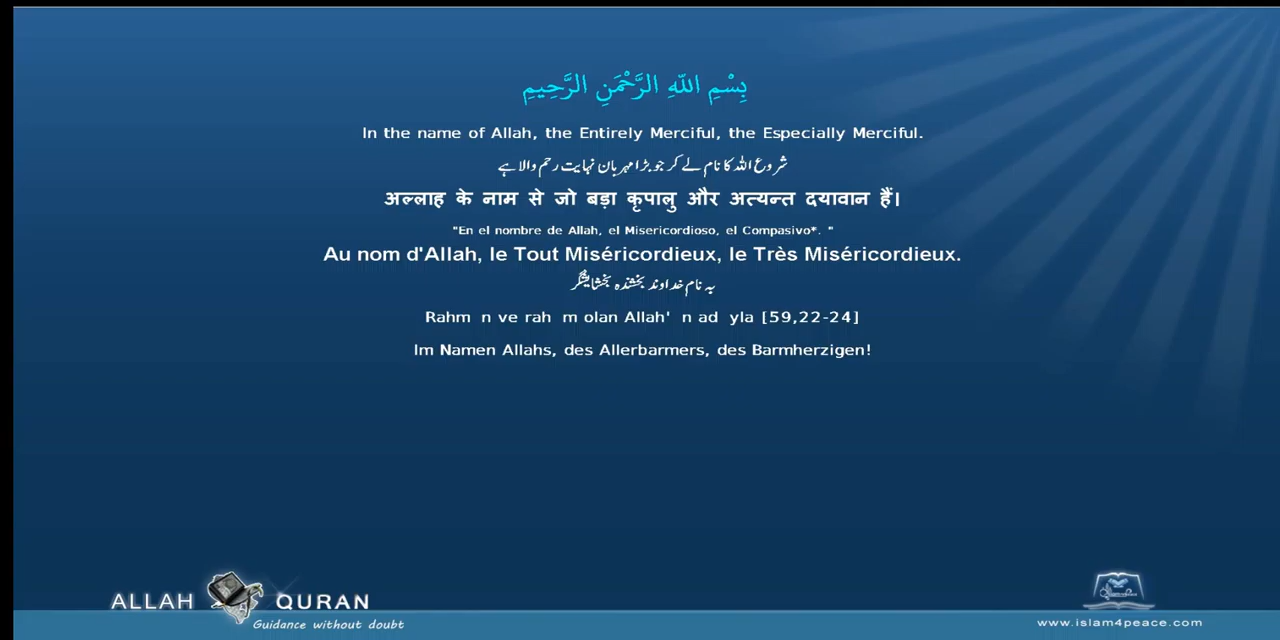 بِسْمِ اللَّهِ الرَّحْمَنِ الرَّحِيمِ
In the name of Allah, the Entirely Merciful, the Especially Merciful.
شروع الله کا نام لے کر جو بڑا مہربان نہایت رحم والا ہے
अल्लाह के नाम से जो बड़ा कृपालु और अत्यन्त दयावान हैं।
"En el nombre de Allah, el Misericordioso, el Compasivo*. "
Au nom d'Allah, le Tout Miséricordieux, le Très Miséricordieux.
به نام خداوند بخشنده بخشایشگر
Rahm n ve rah m olan Allah' n ad yla [59,22-24]
Im Namen Allahs, des Allerbarmers, des Barmherzigen!
ALLAH QURAN
Guidance without doubt
www.islam4peace.com